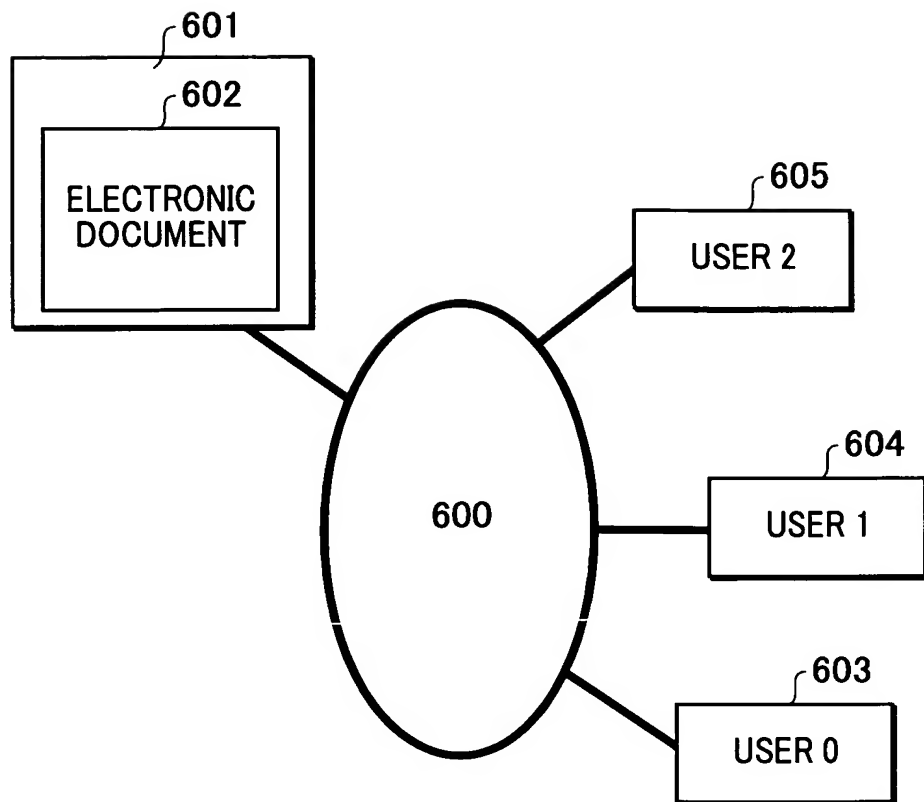 601
602
ELECTRONIC
DOCUMENT
605
USER 2
604
USER 1
600
603
USER 0